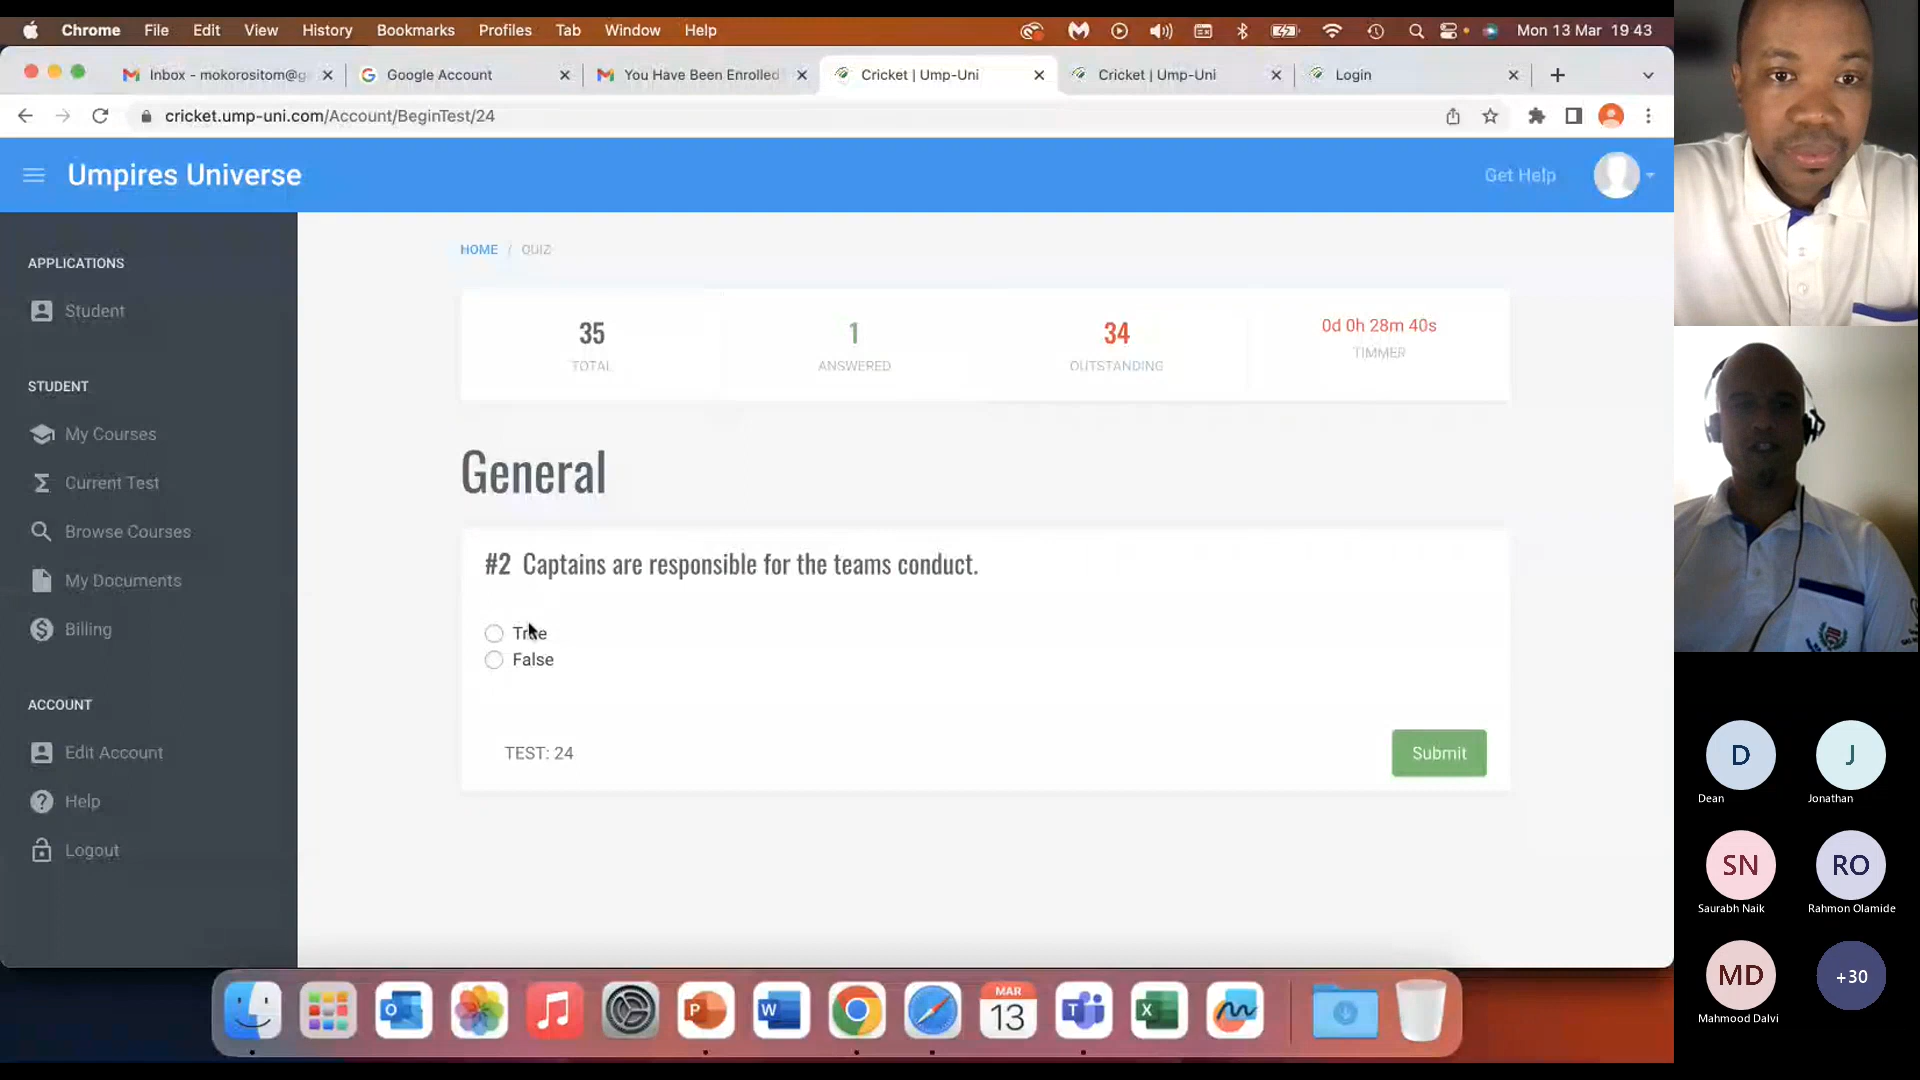 Chrome File Edit View History Bookmarks Profiles Tab Window Help Mon 13 Mar 19 43
Inbox - mokorositom@g
Google Account
You Have Been Enrolled
Cricket | Ump-Uni
Cricket | Ump-Uni
Login
cricket.ump-uni.com/Account/BeginTest/24
Umpires Universe
Get Help
APPLICATIONS
Student
STUDENT
My Courses
Current Test
Browse Courses
My Documents
Billing
ACCOUNT
Edit Account
Help
Logout
HOME / QUIZ
35
TOTAL
1
ANSWERED
34
OUTSTANDING
0d 0h 28m 40s
TIMMER
General
#2 Captains are responsible for the teams conduct.
True
False
TEST: 24
Submit
MAR
13
D
Dean
J
Jonathan
SN
Saurabh Naik
RO
Rahmon Olamide
MD
Mahmood Dalvi
+30